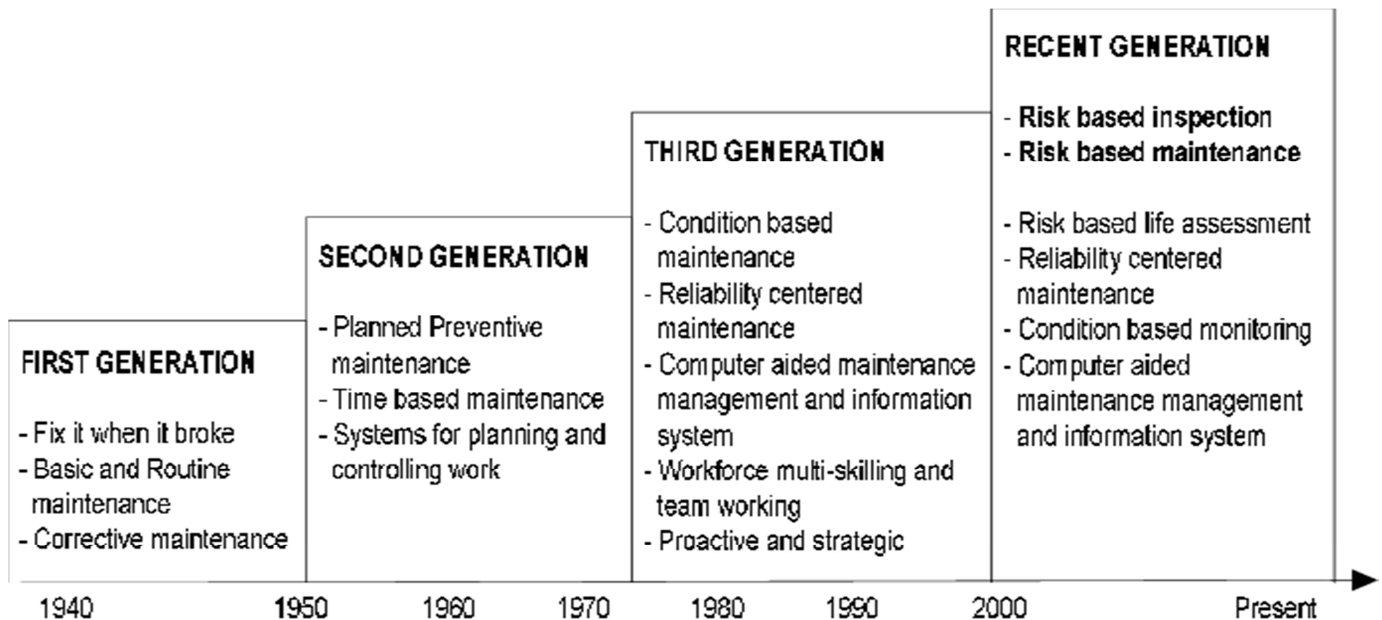 FIRST GENERATION
- Fix it when it broke
- Basic and Routine
maintenance
- Corrective maintenance
SECOND GENERATION
- Planned Preventive
maintenance
- Time based maintenance
- Systems for planning and
controlling work
THIRD GENERATION
- Condition based
maintenance
- Reliability centered
maintenance
- Computer aided maintenance
management and information
system
- Workforce multi-skilling and
team working
- Proactive and strategic
RECENT GENERATION
- Risk based inspection
- Risk based maintenance
- Risk based life assessment
- Reliability centered
maintenance
- Condition based monitoring
- Computer aided
maintenance management
and information system
1940 1950 1960 1970 1980 1990 2000 Present